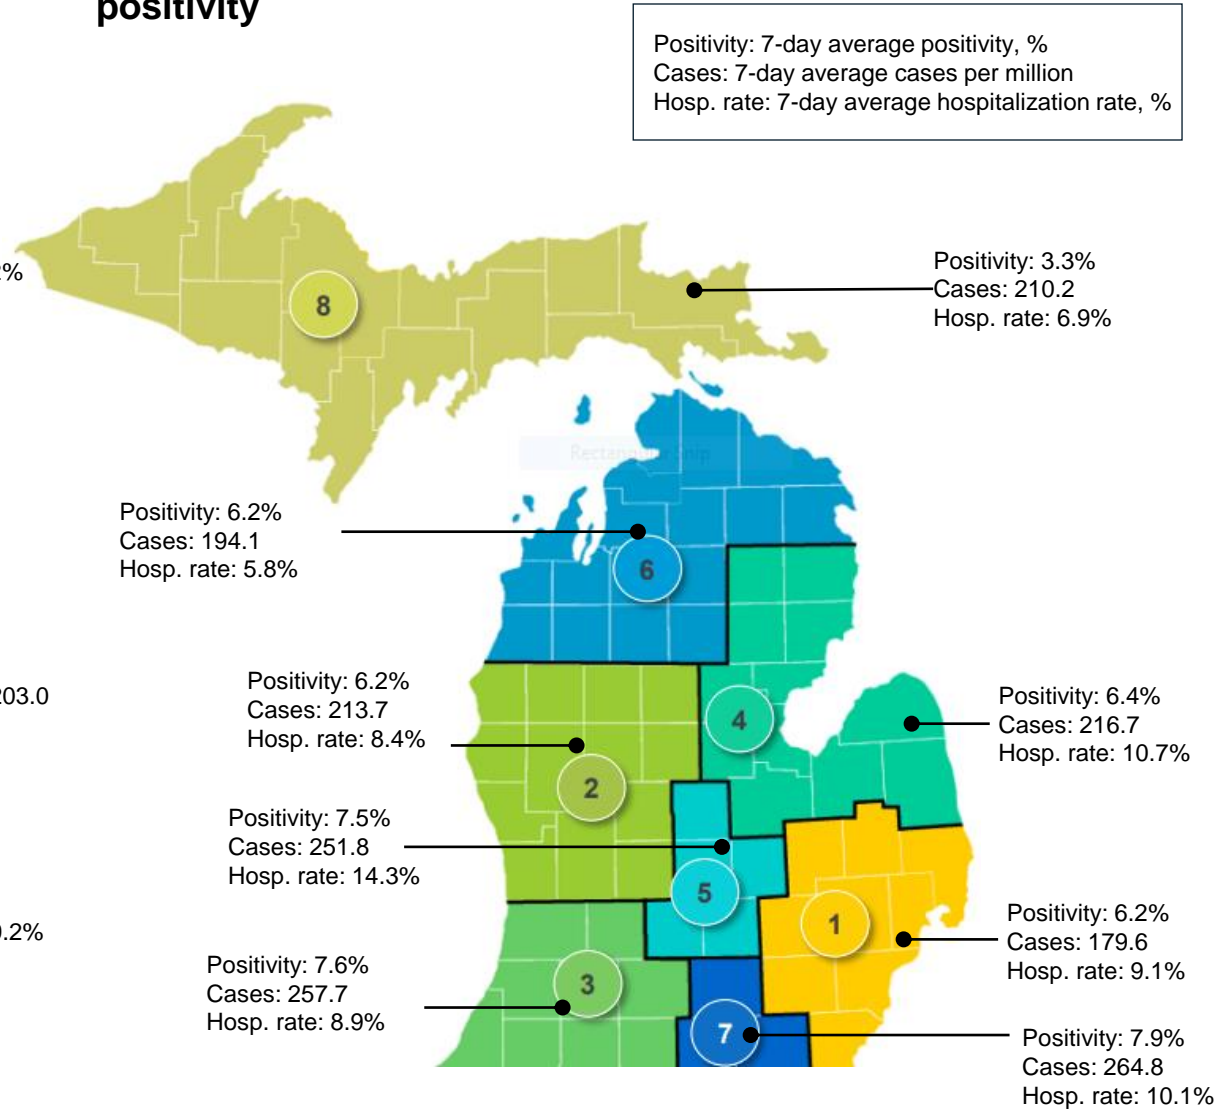 positivity
Positivity: 7-day average positivity, %
Cases: 7-day average cases per million
Hosp. rate: 7-day average hospitalization rate, %
%
Positivity: 3.3%
Cases: 210.2
Hosp. rate: 6.9%
8
Rectangular Snip
Positivity: 6.2%
Cases: 194.1
Hosp. rate: 5.8%
6
Positivity: 6.2%
Cases: 213.7
Hosp. rate: 8.4%
203.0
4
Positivity: 6.4%
Cases: 216.7
Hosp. rate: 10.7%
2
Positivity: 7.5%
Cases: 251.8
Hosp. rate: 14.3%
5
1
Positivity: 6.2%
Cases: 179.6
Hosp. rate: 9.1%
.2%
Positivity: 7.6%
Cases: 257.7
Hosp. rate: 8.9%
3
7
Positivity: 7.9%
Cases: 264.8
Hosp. rate: 10.1%